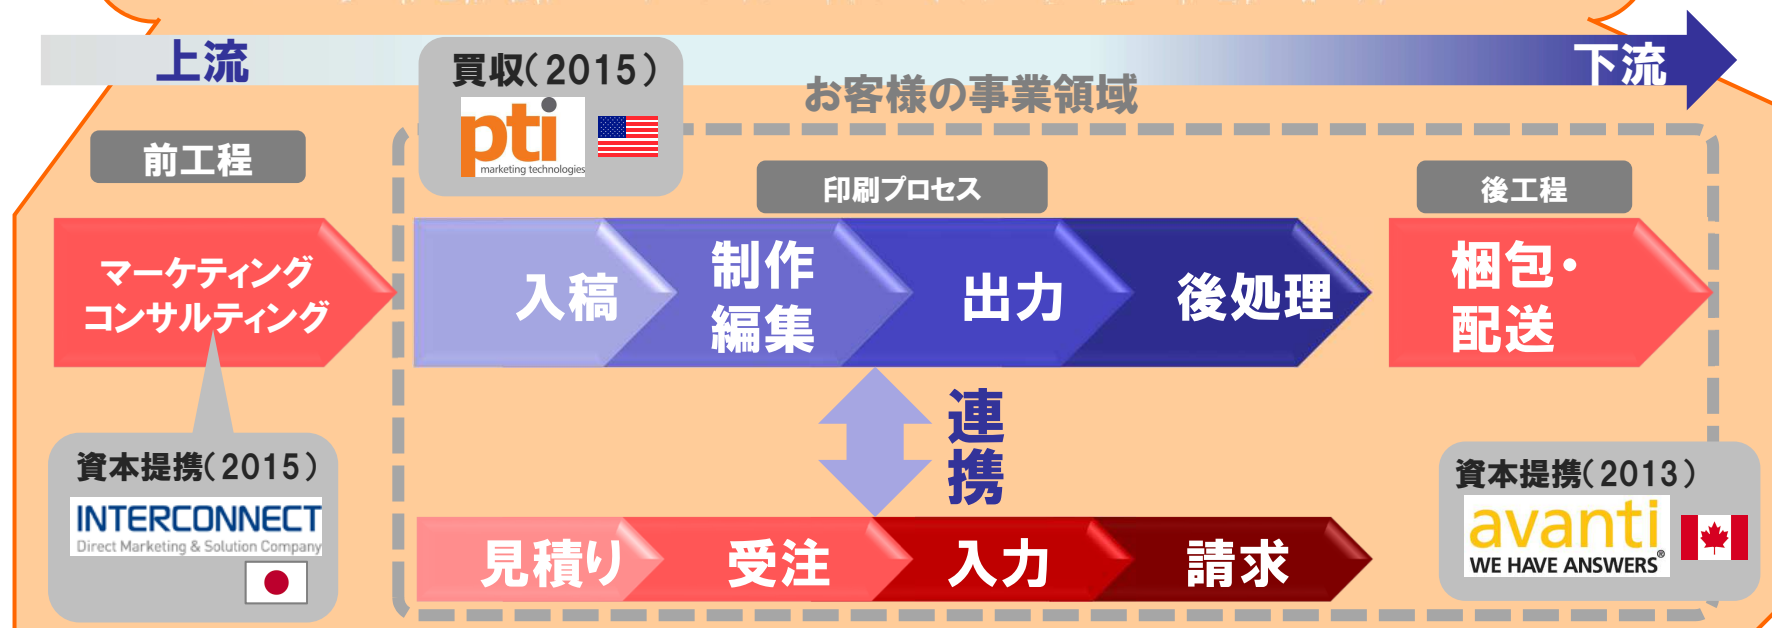 上流
下流
買収(2015)
pti
marketing technologies
お客様の事業領域
前工程
印刷プロセス
後工程
マーケティング
コンサルティング
入稿
制作
編集
出力
後処理
梱包・
配送
連
携
資本提携(2015)
INTERCONNECT
Direct Marketing & Solution Company
見積り
受注
入力
請求
資本提携(2013)
avanti
WE HAVE ANSWERS®